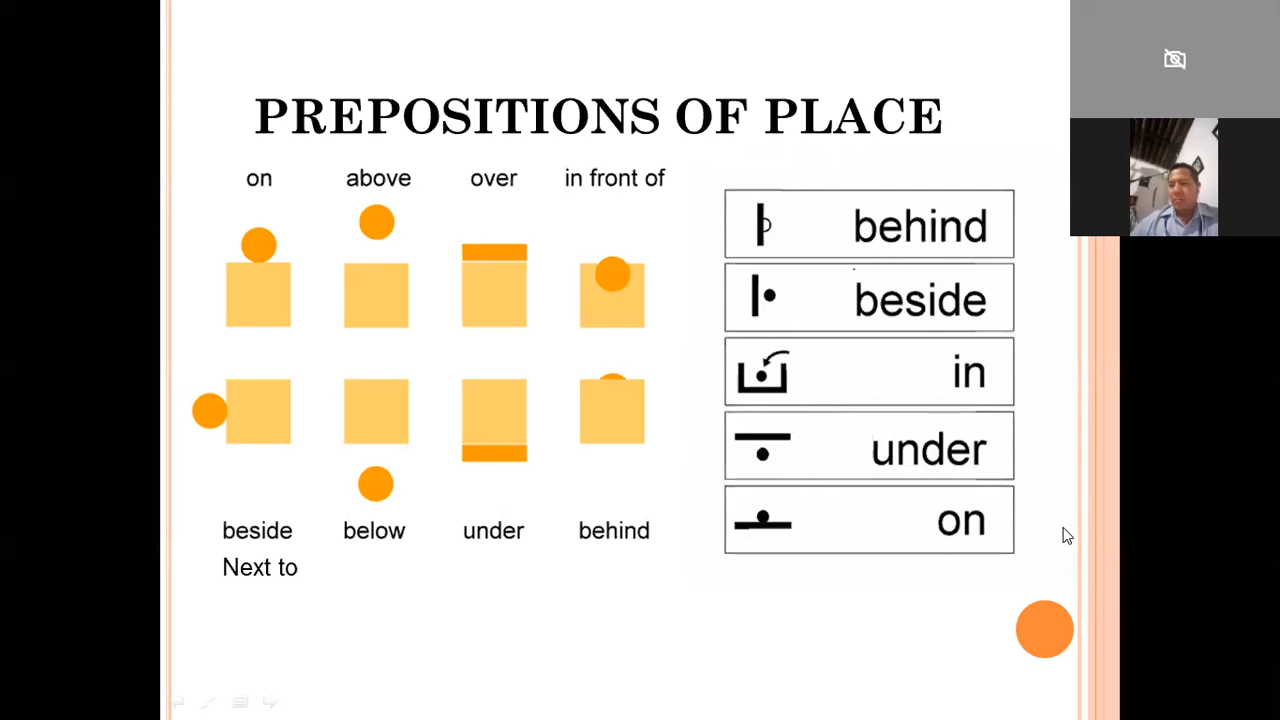 PREPOSITIONS OF PLACE
on above over in front of
beside below under behind
Next to
behind
beside
in
under
on